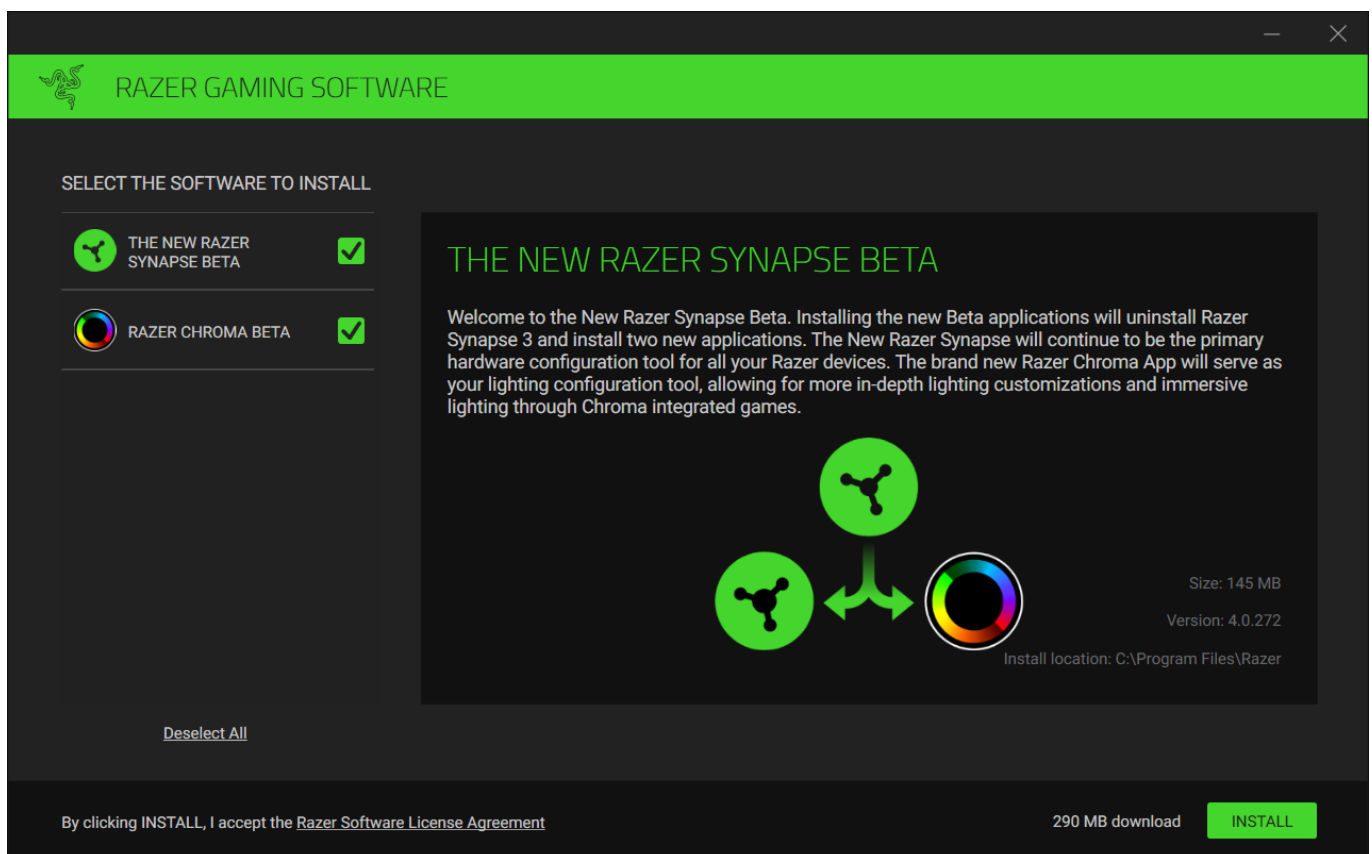 RAZER GAMING SOFTWARE
SELECT THE SOFTWARE TO INSTALL
THE NEW RAZER
SYNAPSE BETA
RAZER CHROMA BETA
Deselect All
THE NEW RAZER SYNAPSE BETA
Welcome to the New Razer Synapse Beta. Installing the new Beta applications will uninstall Razer
Synapse 3 and install two new applications. The New Razer Synapse will continue to be the primary
hardware configuration tool for all your Razer devices. The brand new Razer Chroma App will serve as
your lighting configuration tool, allowing for more in-depth lighting customizations and immersive
lighting through Chroma integrated games.
Size: 145 MB
Version: 4.0.272
Install location: C:\Program Files\Razer
By clicking INSTALL, I accept the Razer Software License Agreement
290 MB download
INSTALL